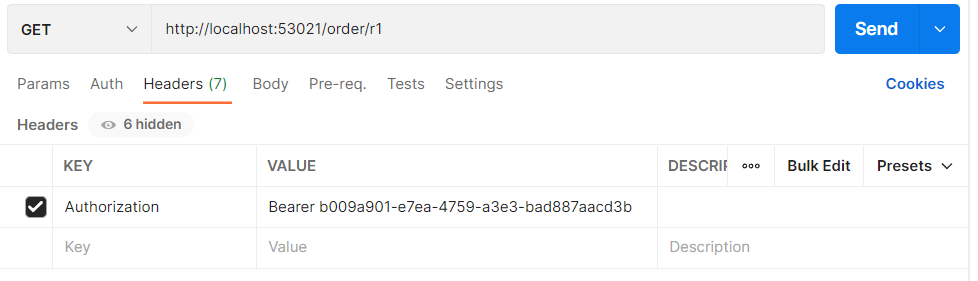 GET http://localhost:53021/order/r1 Send
Params Auth Headers (7) Body Pre-req. Tests Settings Cookies
Headers 6 hidden
KEY VALUE DESCRIP ••• Bulk Edit Presets
Authorization Bearer b009a901-e7ea-4759-a3e3-bad887aacd3b
Key Value Description